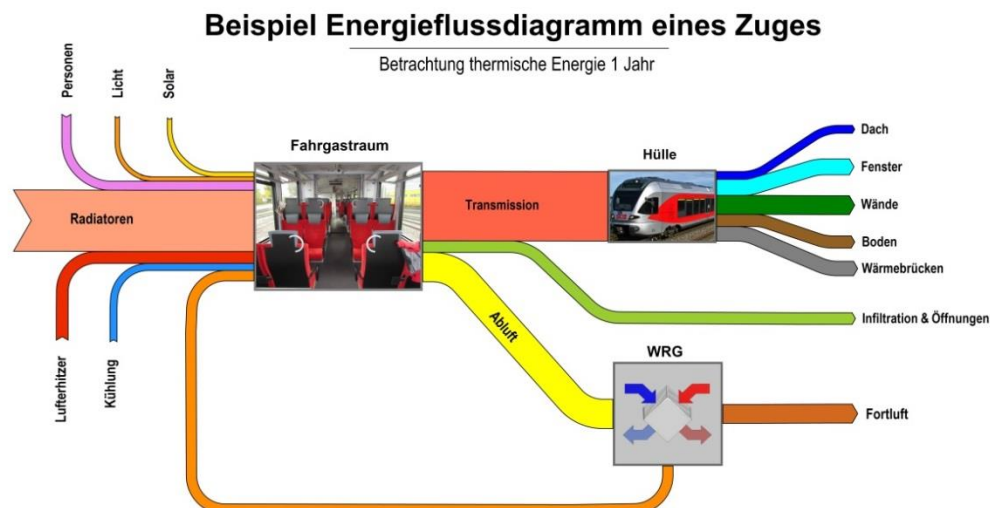 Beispiel Energieflussdiagramm eines Zuges
Betrachtung thermische Energie 1 Jahr
Personen
Licht
Solar
Fahrgastraum
Hülle
Radiatoren
Transmission
Dach
Fenster
Wände
Boden
Wärmebrücken
Infiltration & Öffnungen
Lufterhitzer
Kühlung
Abluft
WRG
Fortluft